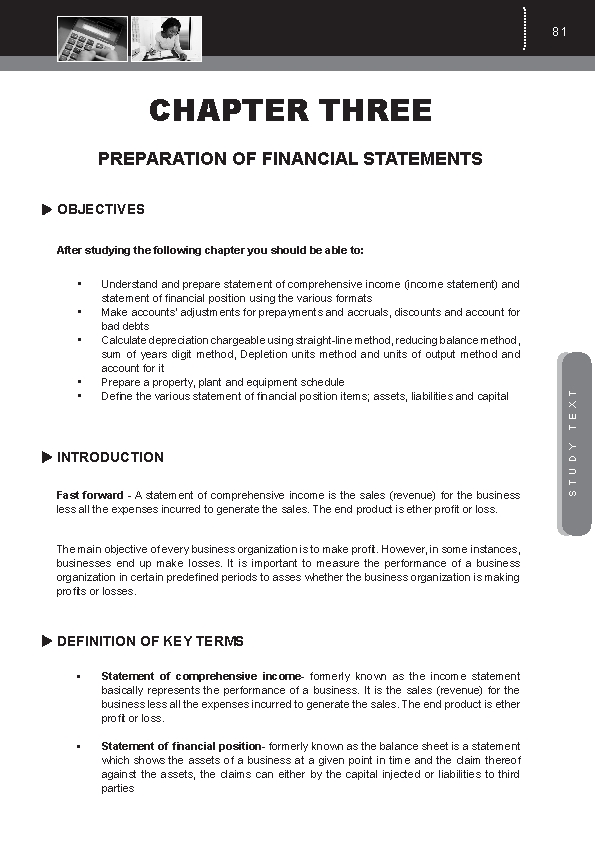 81
CHAPTER THREE
PREPARATION OF FINANCIAL STATEMENTS
OBJECTIVES
After studying the following chapter you should be able to:
• Understand and prepare statement of comprehensive income (income statement) and
statement of financial position using the various formats
• Make accounts' adjustments for prepayments and accruals, discounts and account for
bad debts
• Calculate depreciation chargeable using straight-line method, reducing balance method,
sum of years digit method, Depletion units method and units of output method and
account for it
• Prepare a property, plant and equipment schedule
• Define the various statement of financial position items; assets, liabilities and capital
STUDY TEXT
INTRODUCTION
Fast forward - A statement of comprehensive income is the sales (revenue) for the business
less all the expenses incurred to generate the sales. The end product is ether profit or loss.
The main objective of every business organization is to make profit. However, in some instances,
businesses end up make losses. It is important to measure the performance of a business
organization in certain predefined periods to asses whether the business organization is making
profits or losses.
DEFINITION OF KEY TERMS
• Statement of comprehensive income- formerly known as the income statement
basically represents the performance of a business. It is the sales (revenue) for the
business less all the expenses incurred to generate the sales. The end product is ether
profit or loss.
• Statement of financial position- formerly known as the balance sheet is a statement
which shows the assets of a business at a given point in time and the claim thereof
against the assets, the claims can either by the capital injected or liabilities to third
parties